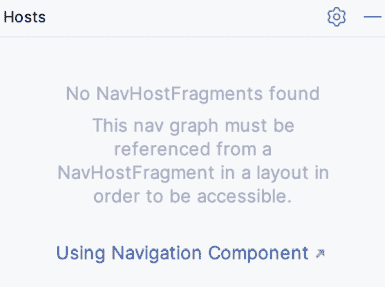 Hosts
No NavHostFragments found
This nav graph must be
referenced from a
NavHostFragment in a layout in
order to be accessible.
Using Navigation Component ↗